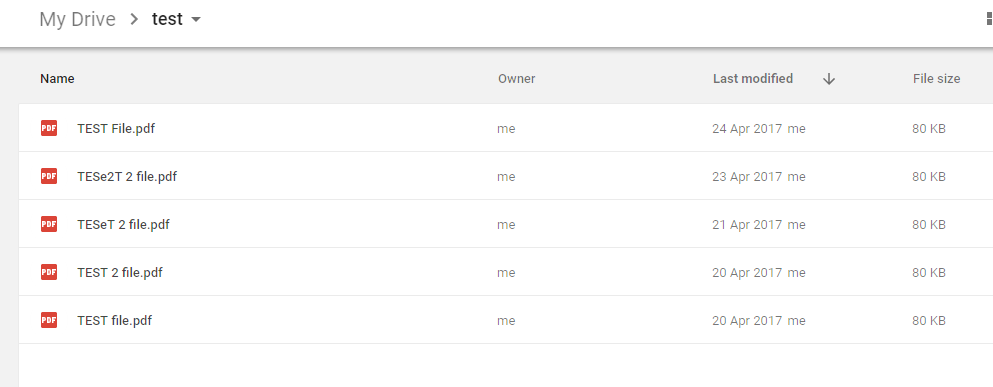 My Drive > test
Name Owner Last modified File size
PDF TEST File.pdf me 24 Apr 2017 me 80 KB
PDF TESe2T 2 file.pdf me 23 Apr 2017 me 80 KB
PDF TESeT 2 file.pdf me 21 Apr 2017 me 80 KB
PDF TEST 2 file.pdf me 20 Apr 2017 me 80 KB
PDF TEST file.pdf me 20 Apr 2017 me 80 KB